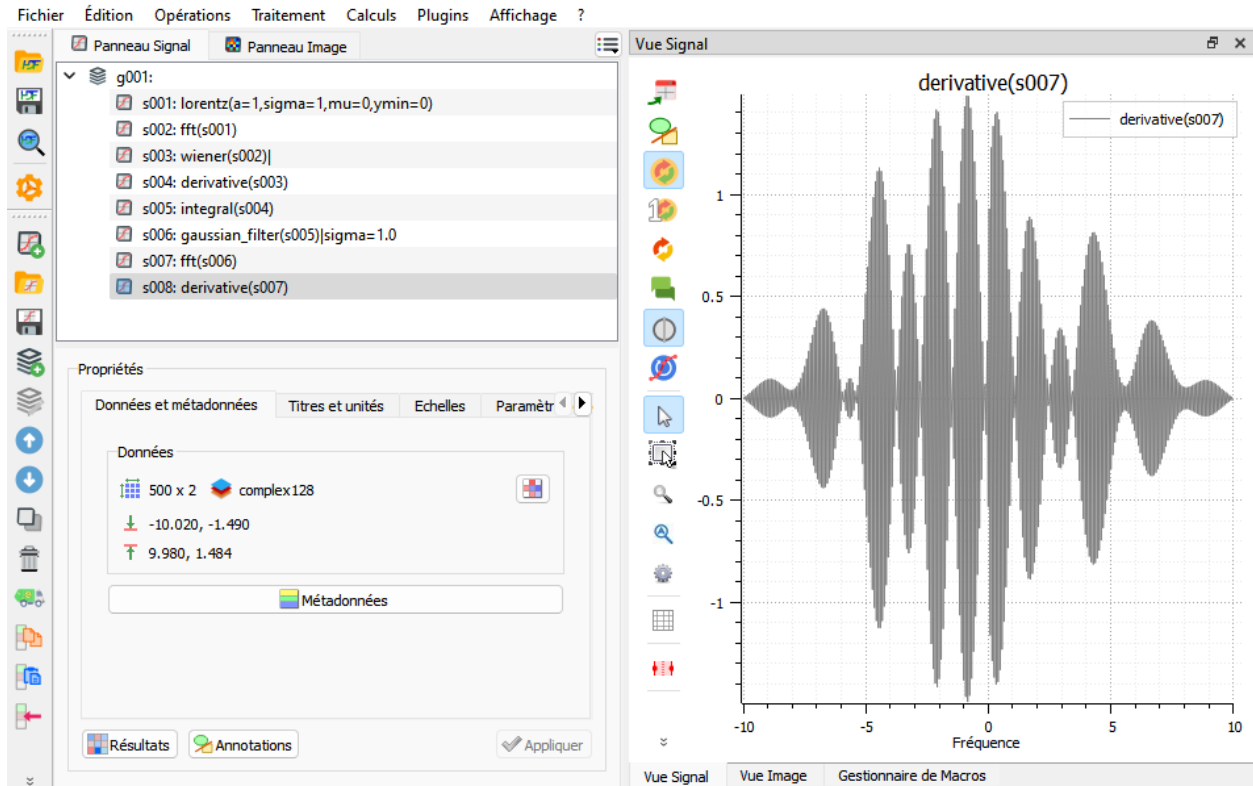 Fichier Édition Opérations Traitement Calculs Plugins Affichage ?
Panneau Signal Panneau Image
g001:
s001: lorentz(a=1,sigma=1,mu=0,ymin=0)
s002: fft(s001)
s003: wiener(s002)|
s004: derivative(s003)
s005: integral(s004)
s006: gaussian_filter(s005)|sigma=1.0
s007: fft(s006)
s008: derivative(s007)
Propriétés
Données et métadonnées Titres et unités Echelles Paramètr
Données
500 x 2 complex128
-10.020, -1.490
9.980, 1.484
Métadonnées
Résultats Annotations Appliquer
Vue Signal
derivative(s007)
derivative(s007)
1
0.5
0
-0.5
-1
-10 -5 0 5 10
Fréquence
Vue Signal Vue Image Gestionnaire de Macros